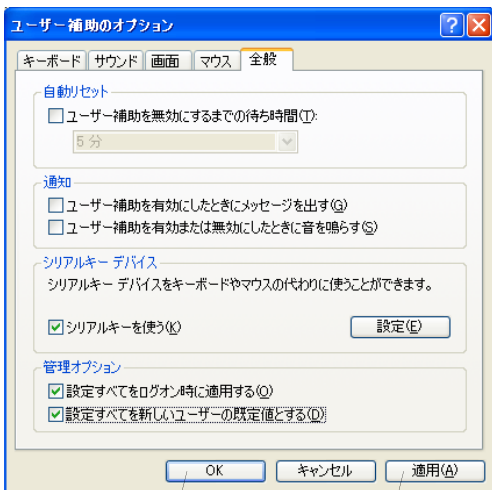 ユーザー補助のオプション
キーボード サウンド 画面 マウス 全般
自動リセット
ユーザー補助を無効にするまでの待ち時間(T):
5 分
通知
ユーザー補助を有効にしたときにメッセージを出す(G)
ユーザー補助を有効または無効にしたときに音を鳴らす(S)
シリアルキー デバイス
シリアルキー デバイスをキーボードやマウスの代わりに使うことができます。
シリアルキーを使う(K) 設定(E)
管理オプション
設定すべてをログオン時に適用する(O)
設定すべてを新しいユーザーの既定値とする(D)
OK キャンセル 適用(A)